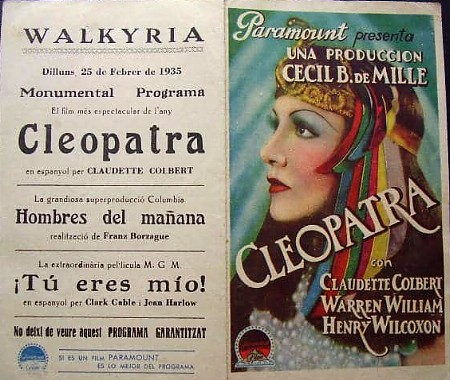 WALKYRIA
Dilluns, 25 de Febrer de 1935
Monumental Programa
El film més espectacular de l'any
Cleopatra
en espanyol per CLAUDETTE COLBERT
La grandiosa superproducció Columbia
Hombres del mañana
realització de Franz Borzague
La extraordinària pel·lícula M. G. M.
¡Tú eres mío!
en espanyol per Clark Gable i Jean Harlow
No deixi de veure aquest PROGRAMA GARANTITZAT
SI ES UN FILM PARAMOUNT
ES LO MEJOR DEL PROGRAMA
Paramount presenta
UNA PRODUCCION
CECIL B. DE MILLE
CLEOPATRA
con
CLAUDETTE COLBERT
WARREN WILLIAM
HENRY WILCOXON